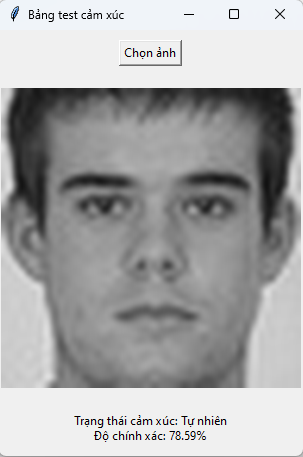 Bảng test cảm xúc
Chọn ảnh
Trạng thái cảm xúc: Tự nhiên
Độ chính xác: 78.59%